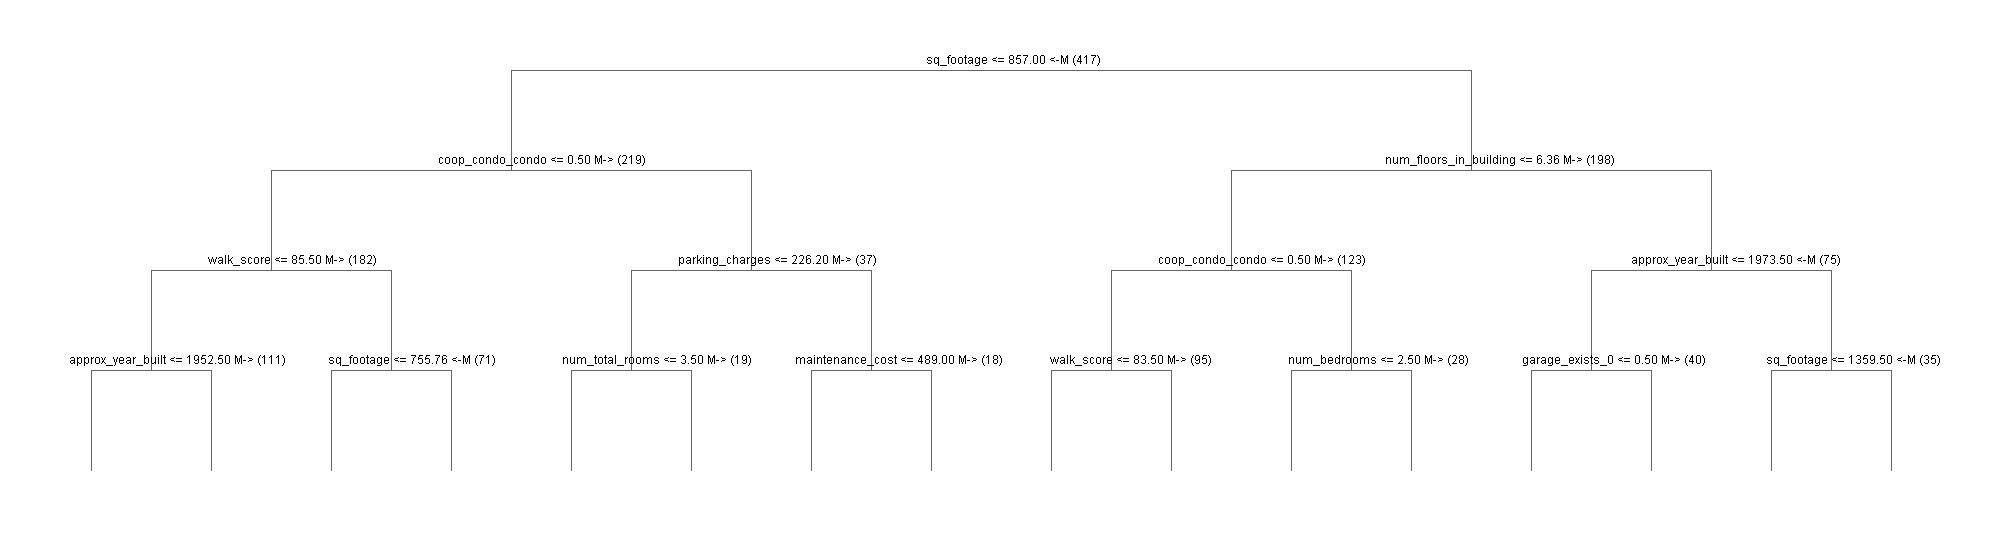 sq_footage <= 857.00 <-M (417)
coop_condo_condo <= 0.50 M-> (219)
num_floors_in_building <= 6.36 M-> (198)
walk_score <= 85.50 M-> (182)
parking_charges <= 226.20 M-> (37)
coop_condo_condo <= 0.50 M-> (123)
approx_year_built <= 1973.50 <-M (75)
approx_year_built <= 1952.50 M-> (111)
sq_footage <= 755.76 <-M (71)
num_total_rooms <= 3.50 M-> (19)
maintenance_cost <= 489.00 M-> (18)
walk_score <= 83.50 M-> (95)
num_bedrooms <= 2.50 M-> (28)
garage_exists_0 <= 0.50 M-> (40)
sq_footage <= 1359.50 <-M (35)